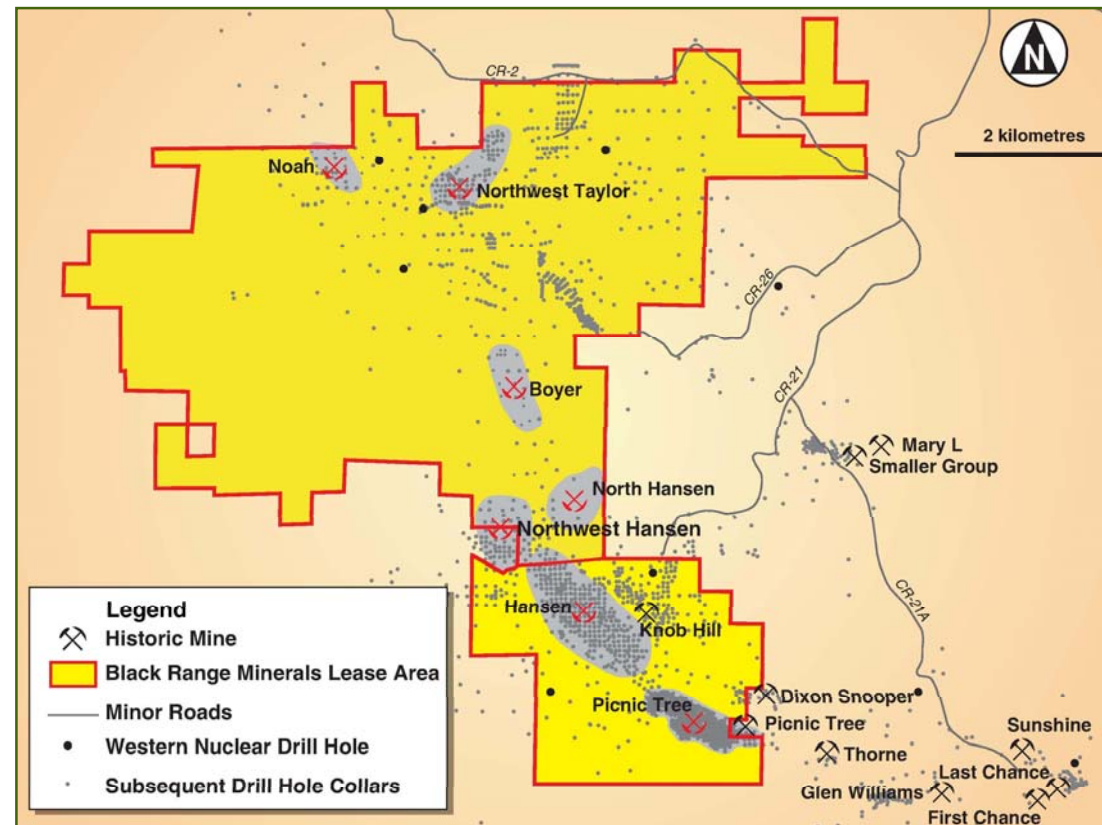 N
CR-2
2 kilometres
Noah
Northwest Taylor
CR-26
Boyer
CR-21
Mary L
Smaller Group
North Hansen
Northwest Hansen
Hansen
Knob Hill
CR-21A
Picnic Tree
Dixon Snooper
Picnic Tree
Sunshine
Thorne
Last Chance
Glen Williams
First Chance
Legend
Historic Mine
Black Range Minerals Lease Area
Minor Roads
Western Nuclear Drill Hole
Subsequent Drill Hole Collars